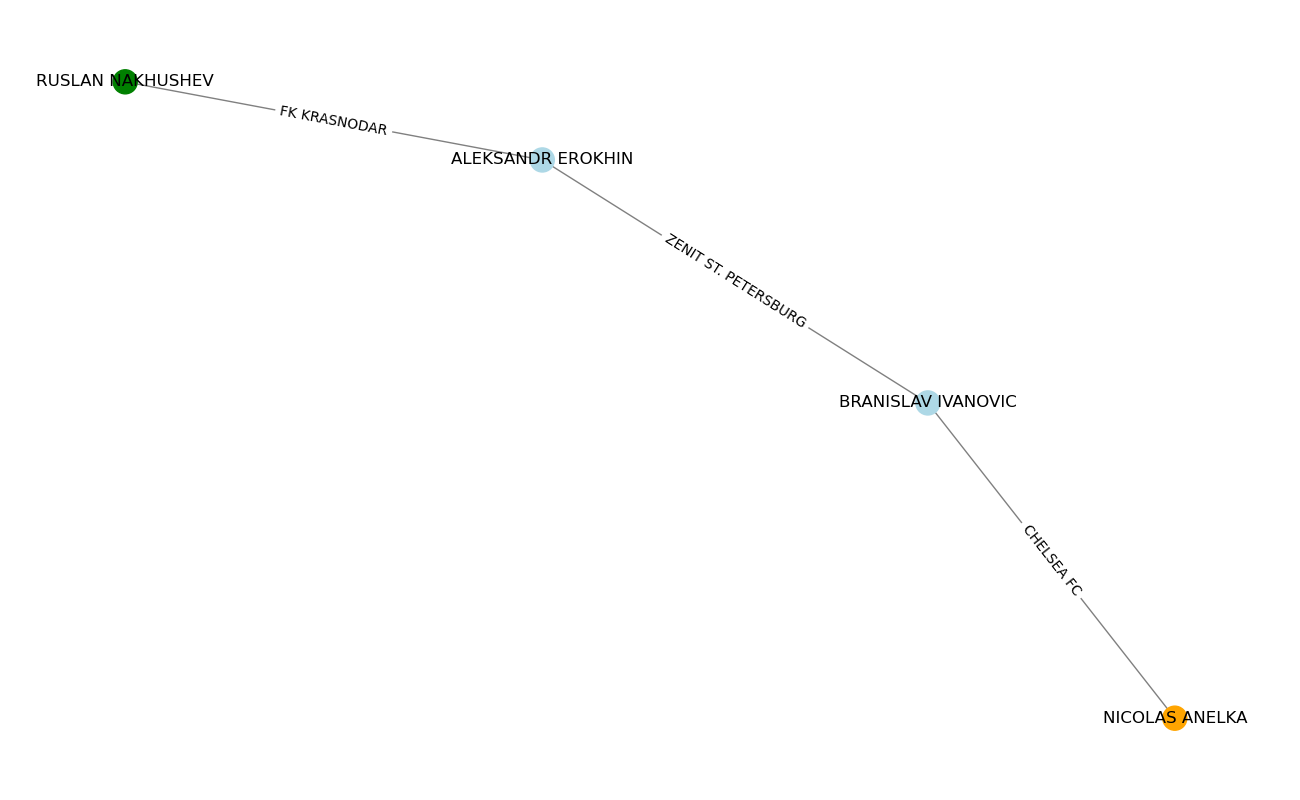 RUSLAN NAKHUSHEV
FK KRASNODAR
ALEKSANDR EROKHIN
ZENIT ST. PETERSBURG
BRANISLAV IVANOVIC
CHELSEA FC
NICOLAS ANELKA